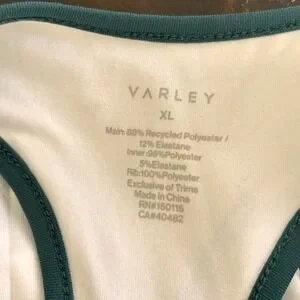 VARLEY
XL
Main: 88% Recycled Polyester /
12% Elastane
Inner:95%Polyester
5%Elastane
Rib:100%Polyester
Exclusive of Trims
Made in China
RN#150115
CA#40482